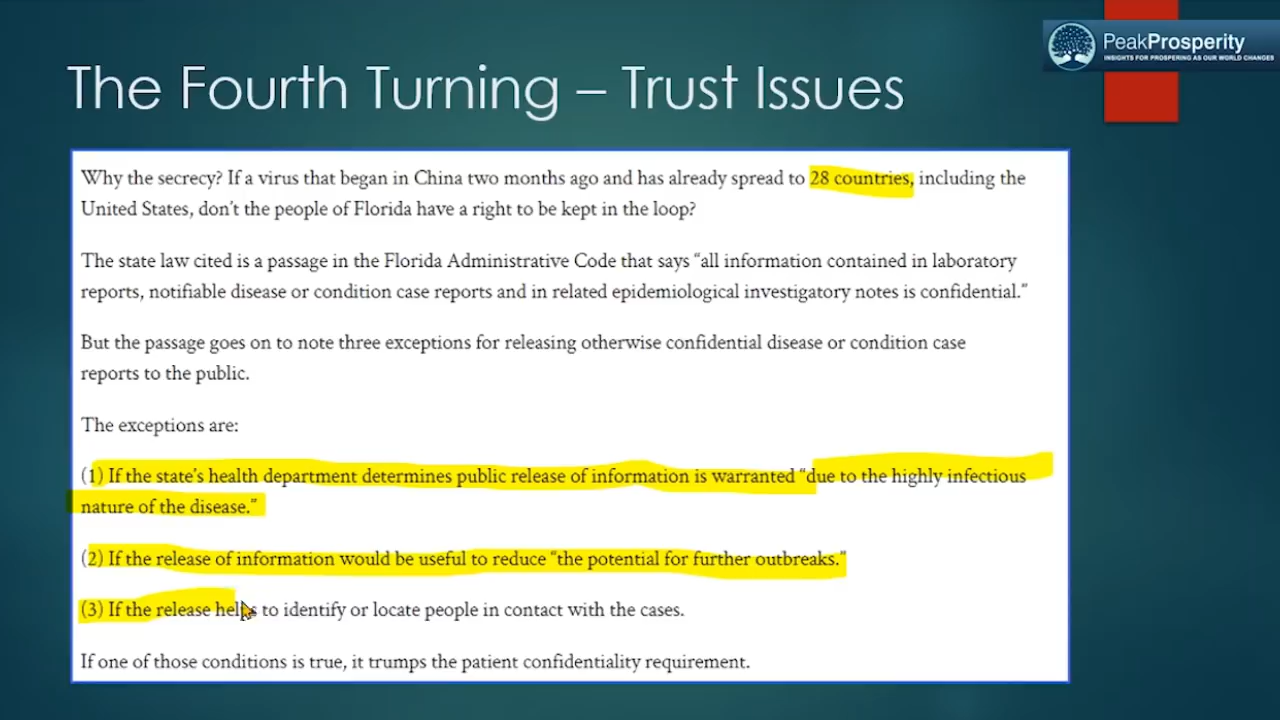 PeakProsperity
INSIGHTS FOR PROSPERING AS OUR WORLD CHANGES
The Fourth Turning – Trust Issues
Why the secrecy? If a virus that began in China two months ago and has already spread to 28 countries, including the
United States, don’t the people of Florida have a right to be kept in the loop?
The state law cited is a passage in the Florida Administrative Code that says “all information contained in laboratory
reports, notifiable disease or condition case reports and in related epidemiological investigatory notes is confidential.”
But the passage goes on to note three exceptions for releasing otherwise confidential disease or condition case
reports to the public.
The exceptions are:
(1) If the state’s health department determines public release of information is warranted “due to the highly infectious
nature of the disease.”
(2) If the release of information would be useful to reduce “the potential for further outbreaks.”
(3) If the release helps to identify or locate people in contact with the cases.
If one of those conditions is true, it trumps the patient confidentiality requirement.